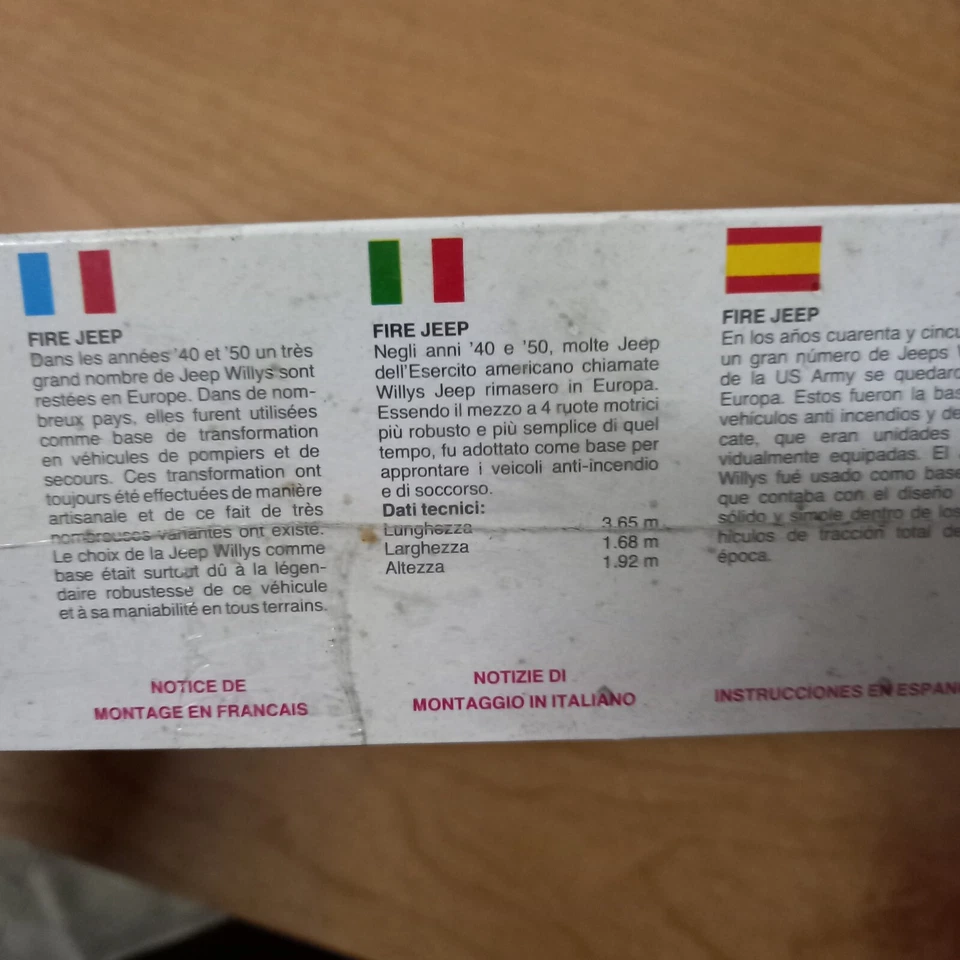 FIRE JEEP
Dans les années '40 et '50 un très
grand nombre de Jeep Willys sont
restées en Europe. Dans de nom-
breux pays, elles furent utilisées
comme base de transformation
en véhicules de pompiers et de
secours. Ces transformation ont
toujours été effectuées de manière
artisanale et de ce fait de très
nombreuses variantes ont existe.
Le choix de la Jeep Willys comme
base était surtout dû à la légen-
daire robustesse de ce véhicule
et à sa maniabilité en tous terrains.
NOTICE DE
MONTAGE EN FRANCAIS
FIRE JEEP
Negli anni '40 e '50, molte Jeep
dell'Esercito americano chiamate
Willys Jeep rimasero in Europa.
Essendo il mezzo a 4 ruote motrici
più robusto e più semplice di quel
tempo, fu adottato come base per
approntare i veicoli anti-incendio
e di soccorso.
Dati tecnici:
Lunghezza 3.65 m
Larghezza 1.68 m
Altezza 1.92 m
NOTIZIE DI
MONTAGGIO IN ITALIANO
FIRE JEEP
En los años cuarenta y cincu
un gran número de Jeeps
de la US Army se quedaro
Europa. Estos fueron la bas
vehículos anti incendios y de
cate, que eran unidades
vidualmente equipadas. El
Willys fué usado como base
que contaba con el diseño
sólido y simple dentro de los
hículos de tracción total de
época.
INSTRUCCIONES EN ESPAN